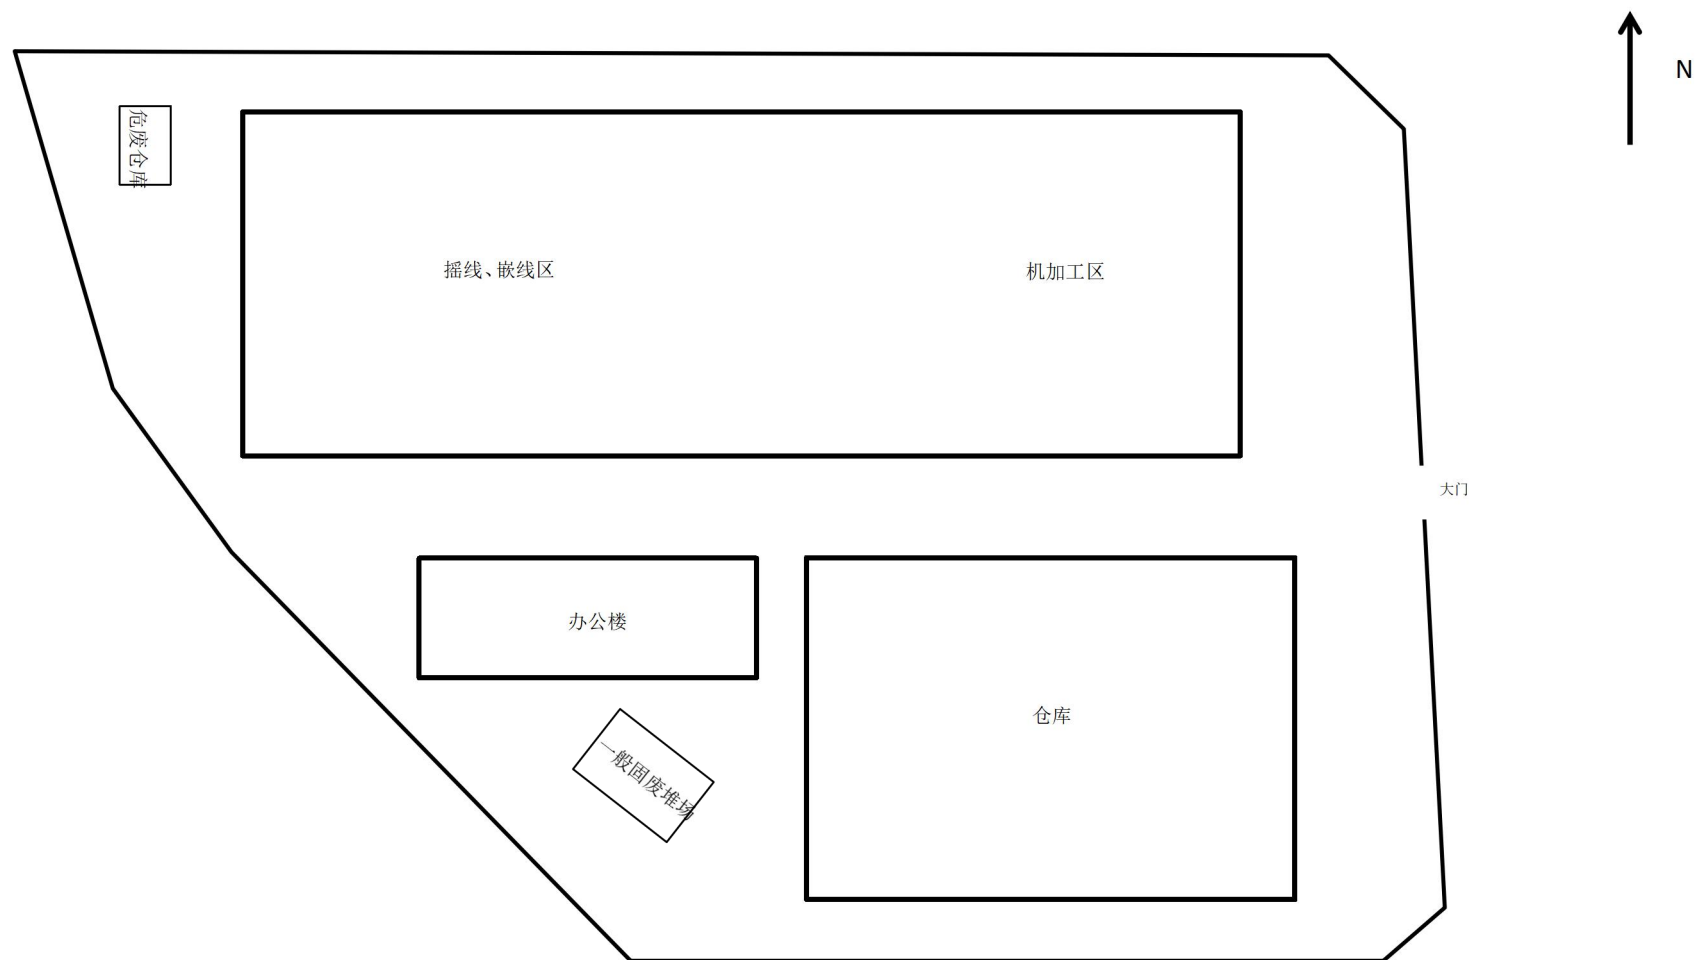 N
危废仓库
摇线、嵌线区
机加工区
大门
办公楼
仓库
一般固废堆场